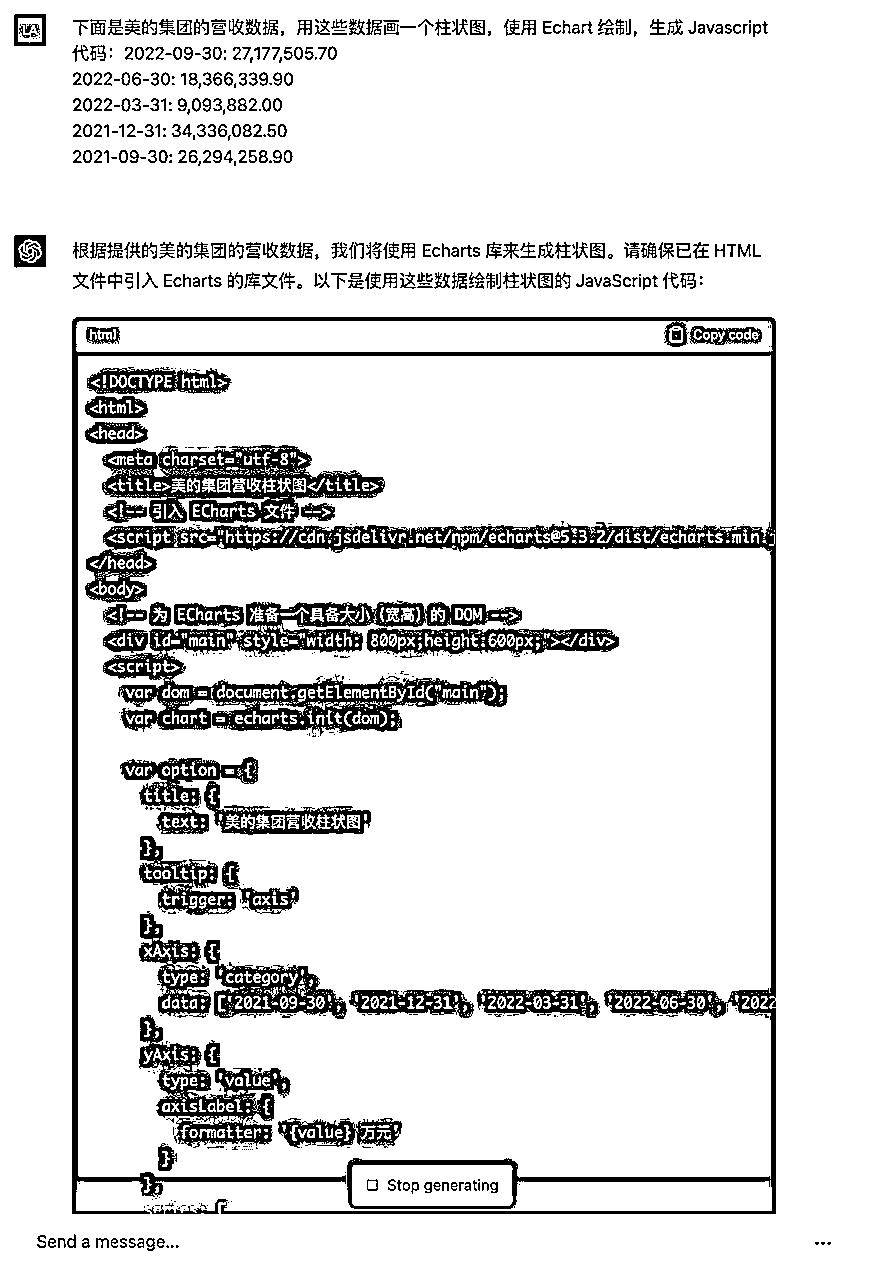 下面是美的集团的营收数据，用这些数据画一个柱状图，使用 Echart 绘制，生成 Javascript
代码：2022-09-30: 27,177,505.70
2022-06-30: 18,366,339.90
2022-03-31: 9,093,882.00
2021-12-31: 34,336,082.50
2021-09-30: 26,294,258.90
根据提供的美的集团的营收数据，我们将使用 Echarts 库来生成柱状图。请确保已在 HTML
文件中引入 Echarts 的库文件。以下是使用这些数据绘制柱状图的 JavaScript 代码：
html Copy code
<!DOCTYPE html>
<html>
<head>
<meta charset="utf-8">
<title>美的集团营收柱状图</title>
<!-- 引入 ECharts 文件 -->
<script src="https://cdn.jsdelivr.net/npm/echarts@5.3.2/dist/echarts.min.j
</head>
<body>
<!-- 为 ECharts 准备一个具备大小（宽高）的 DOM -->
<div id="main" style="width: 800px;height:600px;"></div>
<script>
var dom = document.getElementById("main");
var chart = echarts.init(dom);
var option = {
title: {
text: '美的集团营收柱状图'
},
tooltip: {
trigger: 'axis'
},
xAxis: {
type: 'category',
data: ['2021-09-30', '2021-12-31', '2022-03-31', '2022-06-30', '2022
},
yAxis: {
type: 'value',
axisLabel: {
formatter: '{value} 万元'
}
},
series: [
Stop generating
Send a message...